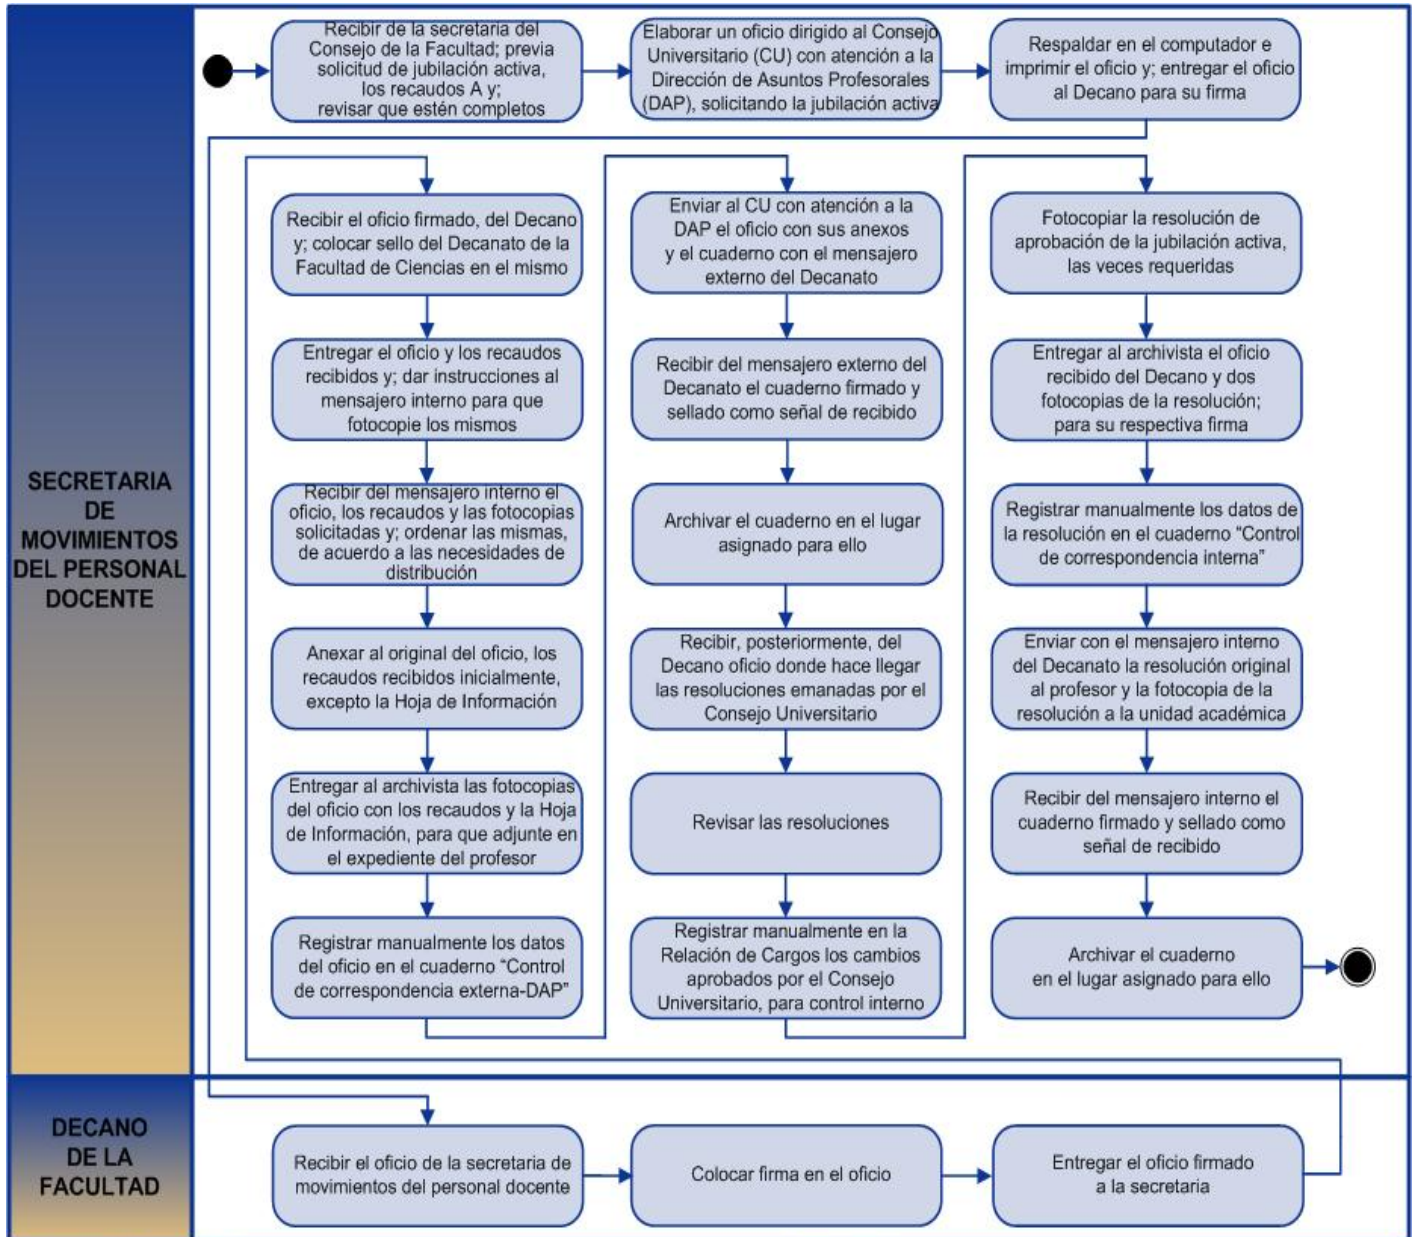 Recibir de la secretaria del
Consejo de la Facultad; previa
solicitud de jubilación activa,
los recaudos A y;
revisar que estén completos
Elaborar un oficio dirigido al Consejo
Universitario (CU) con atención a la
Dirección de Asuntos Profesorales
(DAP), solicitando la jubilación activa
Respaldar en el computador e
imprimir el oficio y; entregar el oficio
al Decano para su firma
SECRETARIA
DE
MOVIMIENTOS
DEL PERSONAL
DOCENTE
Recibir el oficio firmado, del Decano
y; colocar sello del Decanato de la
Facultad de Ciencias en el mismo
Entregar el oficio y los recaudos
recibidos y; dar instrucciones al
mensajero interno para que
fotocopie los mismos
Recibir del mensajero interno el
oficio, los recaudos y las fotocopias
solicitadas y; ordenar las mismas,
de acuerdo a las necesidades de
distribución
Anexar al original del oficio, los
recaudos recibidos inicialmente,
excepto la Hoja de Información
Entregar al archivista las fotocopias
del oficio con los recaudos y la Hoja
de Información, para que adjunte en
el expediente del profesor
Registrar manualmente los datos
del oficio en el cuaderno “Control
de correspondencia externa-DAP”
Enviar al CU con atención a la
DAP el oficio con sus anexos
y el cuaderno con el mensajero
externo del Decanato
Recibir del mensajero externo del
Decanato el cuaderno firmado y
sellado como señal de recibido
Archivar el cuaderno en el lugar
asignado para ello
Recibir, posteriormente, del
Decano oficio donde hace llegar
las resoluciones emanadas por el
Consejo Universitario
Revisar las resoluciones
Registrar manualmente en la
Relación de Cargos los cambios
aprobados por el Consejo
Universitario, para control interno
Fotocopiar la resolución de
aprobación de la jubilación activa,
las veces requeridas
Entregar al archivista el oficio
recibido del Decano y dos
fotocopias de la resolución;
para su respectiva firma
Registrar manualmente los datos de
la resolución en el cuaderno “Control
de correspondencia interna”
Enviar con el mensajero interno
del Decanato la resolución original
al profesor y la fotocopia de la
resolución a la unidad académica
Recibir del mensajero interno el
cuaderno firmado y sellado como
señal de recibido
Archivar el cuaderno
en el lugar asignado para ello
DECANO
DE LA
FACULTAD
Recibir el oficio de la secretaria de
movimientos del personal docente
Colocar firma en el oficio
Entregar el oficio firmado
a la secretaria